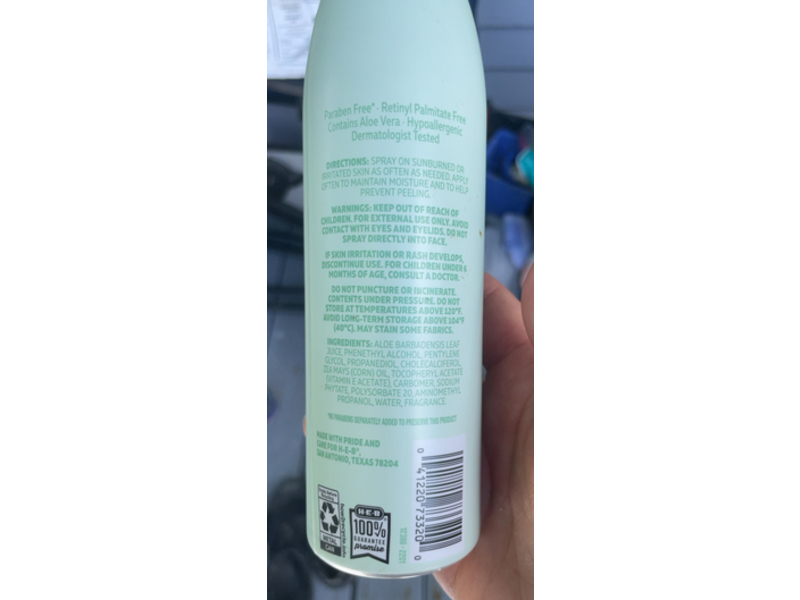 Paraben Free* · Retinyl Palmitate Free
Contains Aloe Vera · Hypoallergenic
Dermatologist Tested
DIRECTIONS: SPRAY ON SUNBURNED OR
IRRITATED SKIN AS OFTEN AS NEEDED. APPLY
OFTEN TO MAINTAIN MOISTURE AND TO HELP
PREVENT PEELING.
WARNINGS: KEEP OUT OF REACH OF
CHILDREN. FOR EXTERNAL USE ONLY. AVOID
CONTACT WITH EYES AND EYELIDS. DO NOT
SPRAY DIRECTLY INTO FACE.
IF SKIN IRRITATION OR RASH DEVELOPS,
DISCONTINUE USE. FOR CHILDREN UNDER 6
MONTHS OF AGE, CONSULT A DOCTOR.
DO NOT PUNCTURE OR INCINERATE.
CONTENTS UNDER PRESSURE. DO NOT
STORE AT TEMPERATURES ABOVE 120°F.
AVOID LONG-TERM STORAGE ABOVE 104°F
(40°C). MAY STAIN SOME FABRICS.
INGREDIENTS: ALOE BARBADENSIS LEAF
JUICE, PHENETHYL ALCOHOL, PENTYLENE
GLYCOL, PROPANEDIOL, CHOLECALCIFEROL,
ZEA MAYS (CORN) OIL, TOCOPHERYL ACETATE
(VITAMIN E ACETATE), CARBOMER, SODIUM
PHYTATE, POLYSORBATE 20, AMINOMETHYL
PROPANOL, WATER, FRAGRANCE.
*NO PARABENS SEPARATELY ADDED TO PRESERVE THIS PRODUCT
MADE WITH PRIDE AND
CARE FOR H-E-B®,
SAN ANTONIO, TEXAS 78204
METAL
CAN
H-E-B
100%
GUARANTEE
promise
0 41220 73320 0